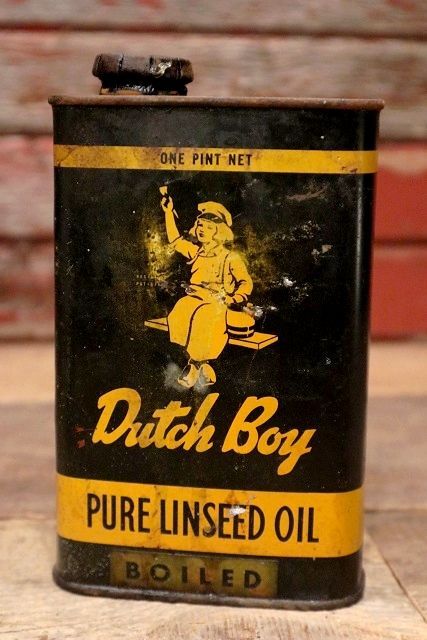 ONE PINT NET
Dutch Boy
PURE LINSEED OIL
BOILED